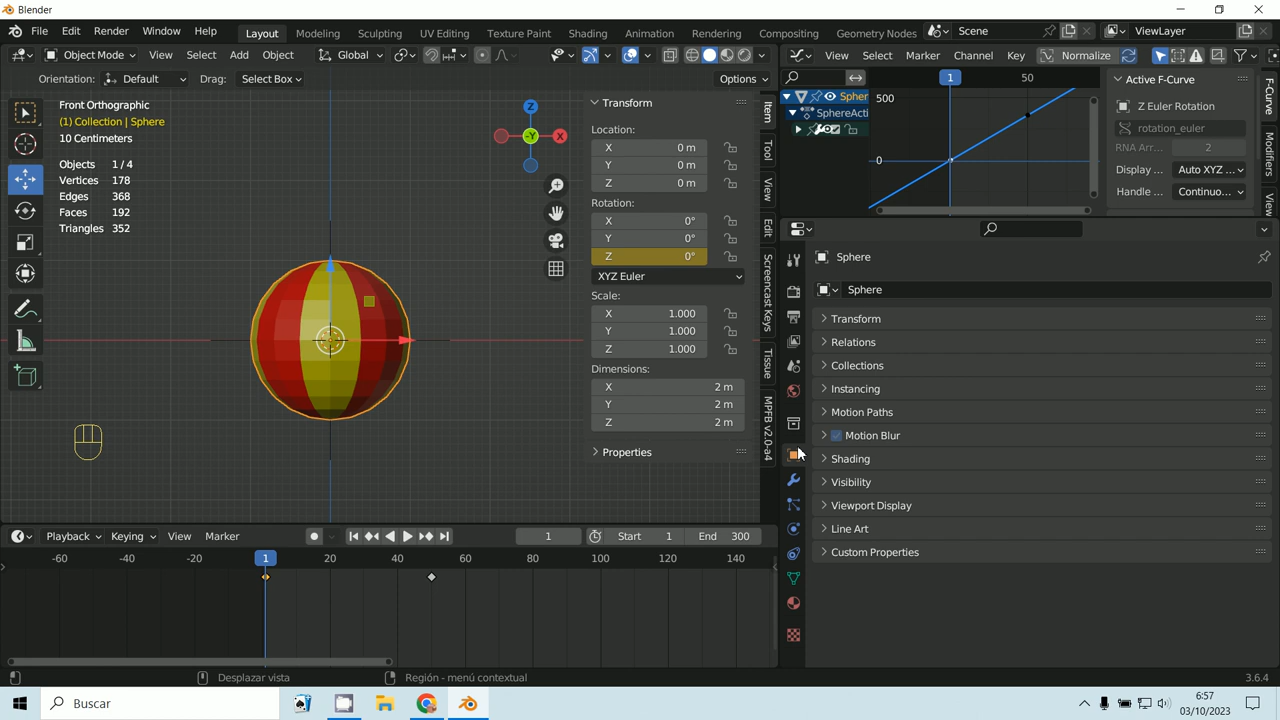 Blender
File Edit Render Window Help Layout Modeling Sculpting UV Editing Texture Paint Shading Animation Rendering Compositing Geometry Nodes Scene ViewLayer
Object Mode View Select Add Object Global
View Select Marker Channel Key Normalize
Orientation: Default Drag: Select Box Options
Front Orthographic
(1) Collection | Sphere
10 Centimeters
Objects 1 / 4
Vertices 178
Edges 368
Faces 192
Triangles 352
Z
X
-Y
Transform
Location:
X 0 m
Y 0 m
Z 0 m
Rotation:
X 0°
Y 0°
Z 0°
XYZ Euler
Scale:
X 1.000
Y 1.000
Z 1.000
Dimensions:
X 2 m
Y 2 m
Z 2 m
Properties
Item
Tool
View
Edit
Screencast Keys
Tissue
MPFB v2.0-a4
1 50
Spher
SphereActi
500
0
Active F-Curve
Z Euler Rotation
rotation_euler
RNA Arr... 2
Display ... Auto XYZ ...
Handle ... Continuo...
F-Curve
Modifiers
View
Sphere
Sphere
Transform
Relations
Collections
Instancing
Motion Paths
Motion Blur
Shading
Visibility
Viewport Display
Line Art
Custom Properties
Playback Keying View Marker 1 Start 1 End 300
-60 -40 -20 1 20 40 60 80 100 120 140
Desplazar vista Región - menú contextual 3.6.4
Buscar
6:57
03/10/2023